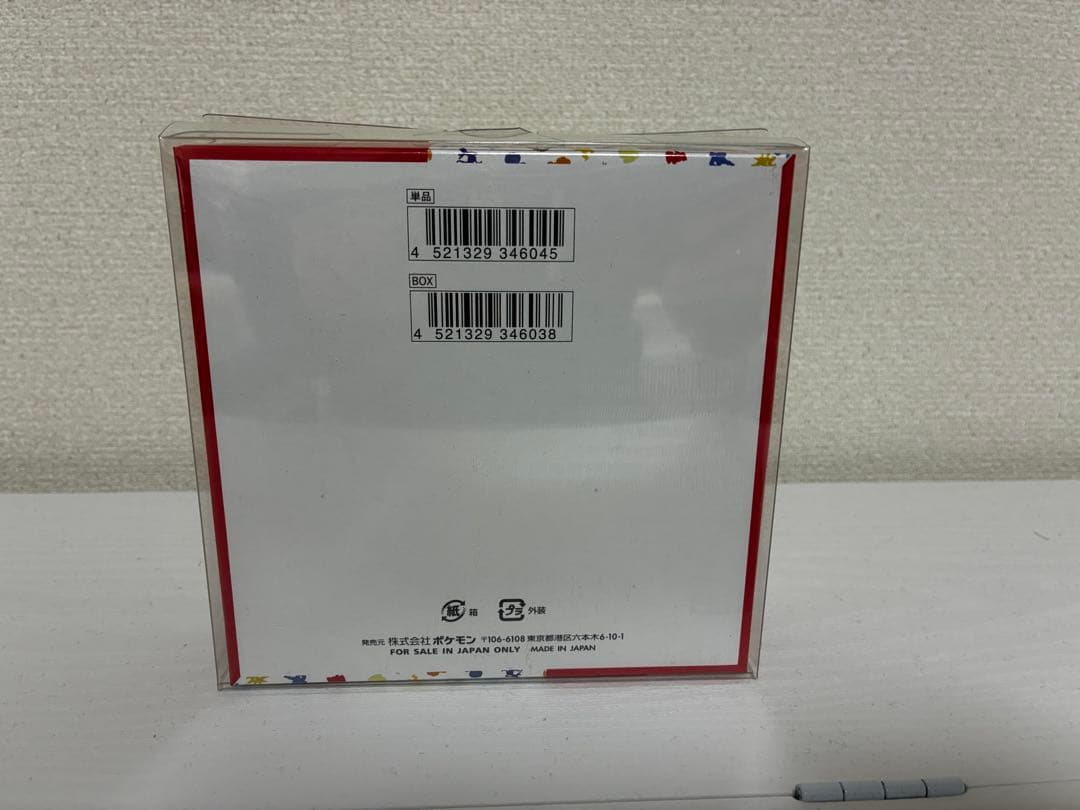 単品
4 521329 346045
BOX
4 521329 346038
紙 箱 プラ 外装
発売元 株式会社 ポケモン 〒106-6108 東京都港区六本木6-10-1
FOR SALE IN JAPAN ONLY MADE IN JAPAN